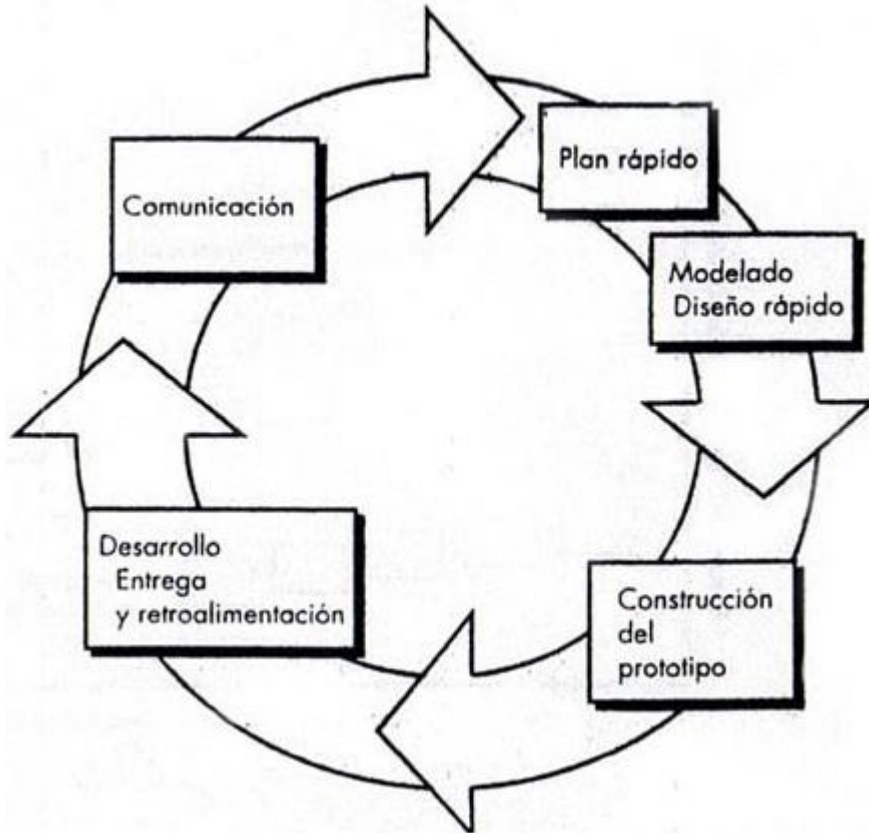 Comunicación
Plan rápido
Modelado
Diseño rápido
Construcción
del
prototipo
Desarrollo
Entrega
y retroalimentación